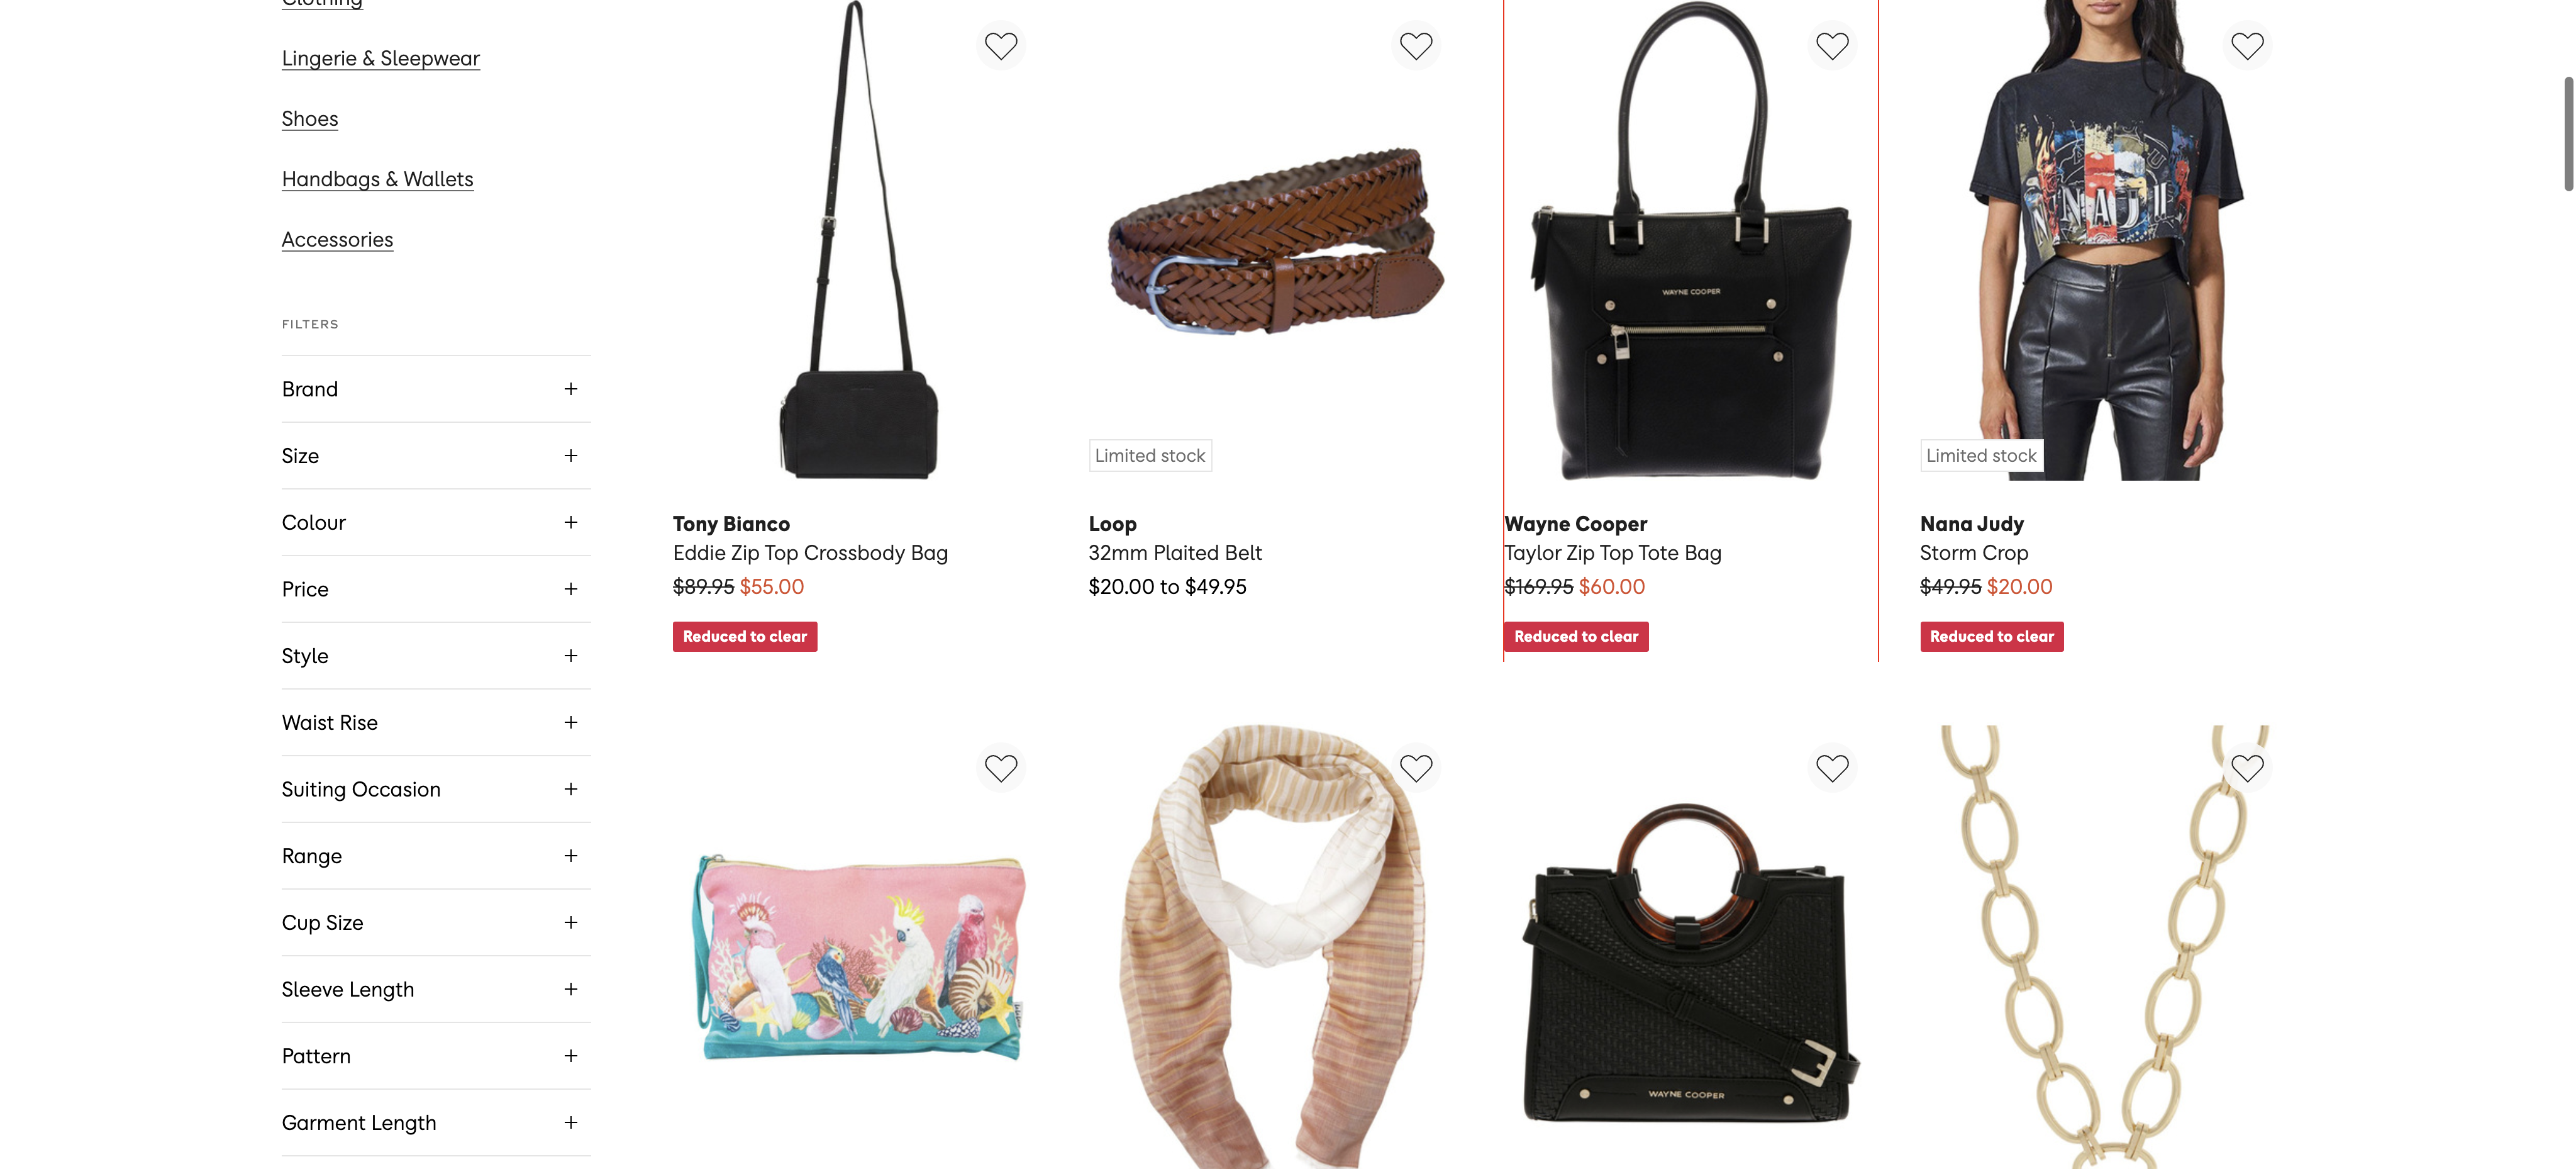 Clothing
Lingerie & Sleepwear
Shoes
Handbags & Wallets
Accessories
FILTERS
Brand +
Size +
Colour +
Price +
Style +
Waist Rise +
Suiting Occasion +
Range +
Cup Size +
Sleeve Length +
Pattern +
Garment Length +
Tony Bianco
Eddie Zip Top Crossbody Bag
$89.95 $55.00
Reduced to clear
Limited stock
Loop
32mm Plaited Belt
$20.00 to $49.95
WAYNE COOPER
Wayne Cooper
Taylor Zip Top Tote Bag
$169.95 $60.00
Reduced to clear
Limited stock
Nana Judy
Storm Crop
$49.95 $20.00
Reduced to clear
WAYNE COOPER